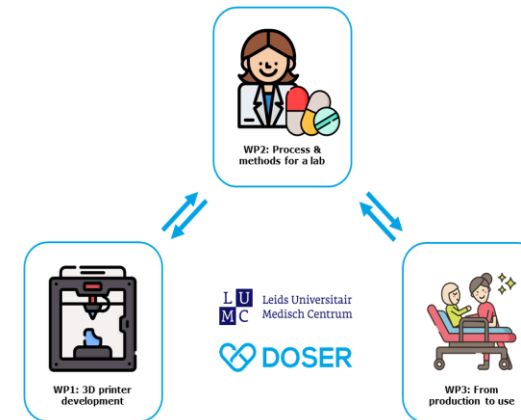 WP2: Process &
methods for a lab
L U
M C
Leids Universitair
Medisch Centrum
DOSER
WP1: 3D printer
development
WP3: From
production to use